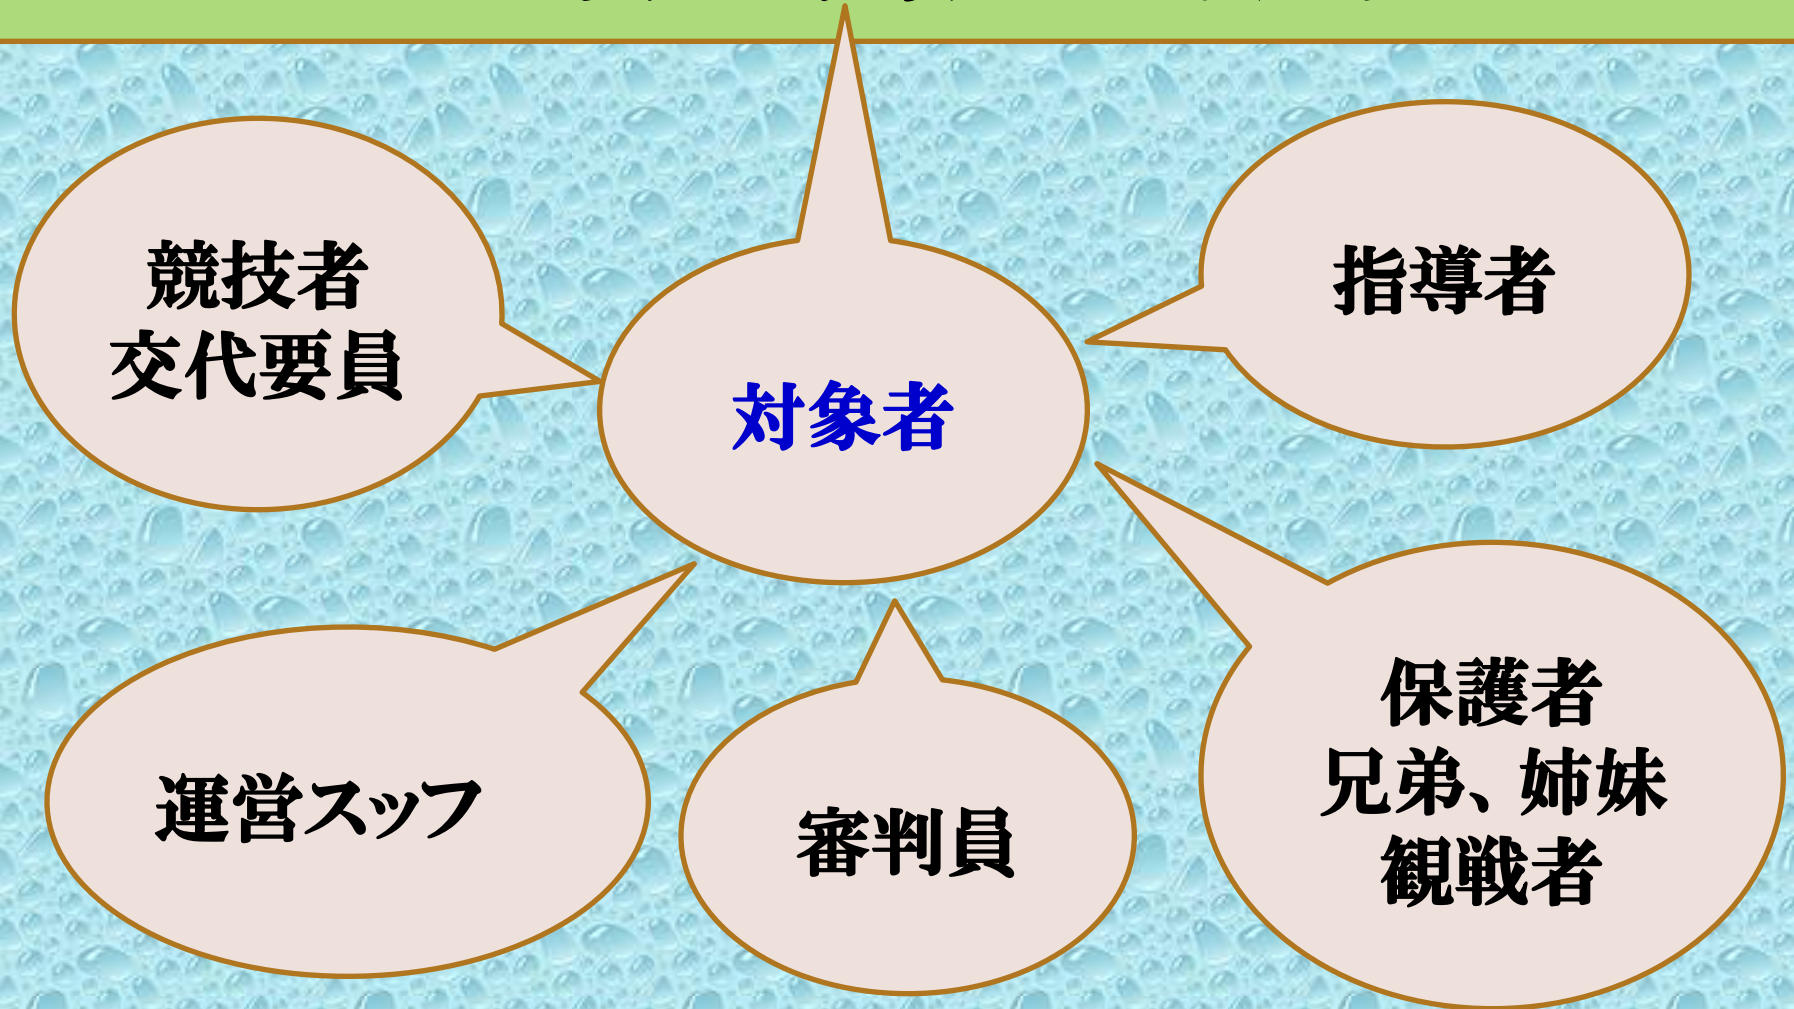 競技者
交代要員
指導者
対象者
運営スッフ
審判員
保護者
兄弟、姉妹
観戦者